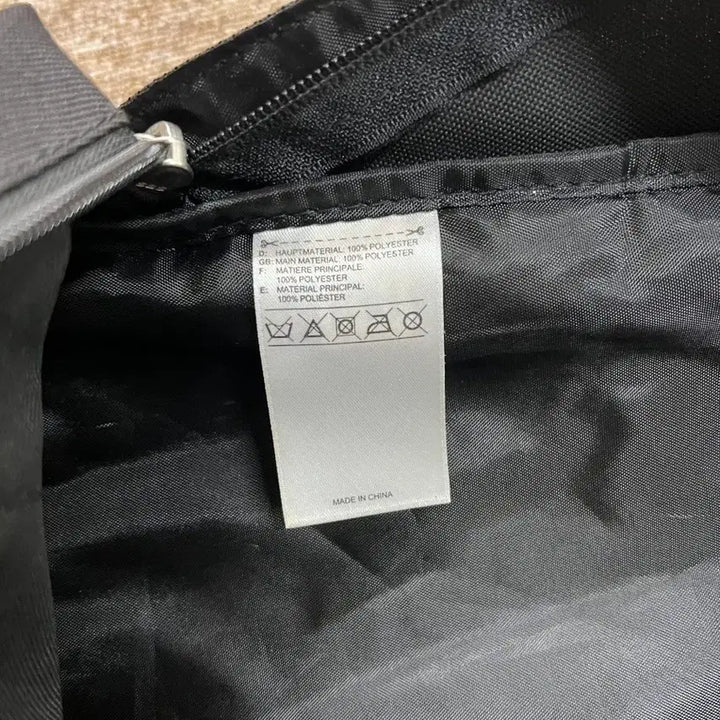 D: HAUPTMATERIAL: 100% POLYESTER
GB: MAIN MATERIAL: 100% POLYESTER
F: MATIERE PRINCIPALE:
100% POLYESTER
E: MATERIAL PRINCIPAL:
100% POLIÉSTER
MADE IN CHINA